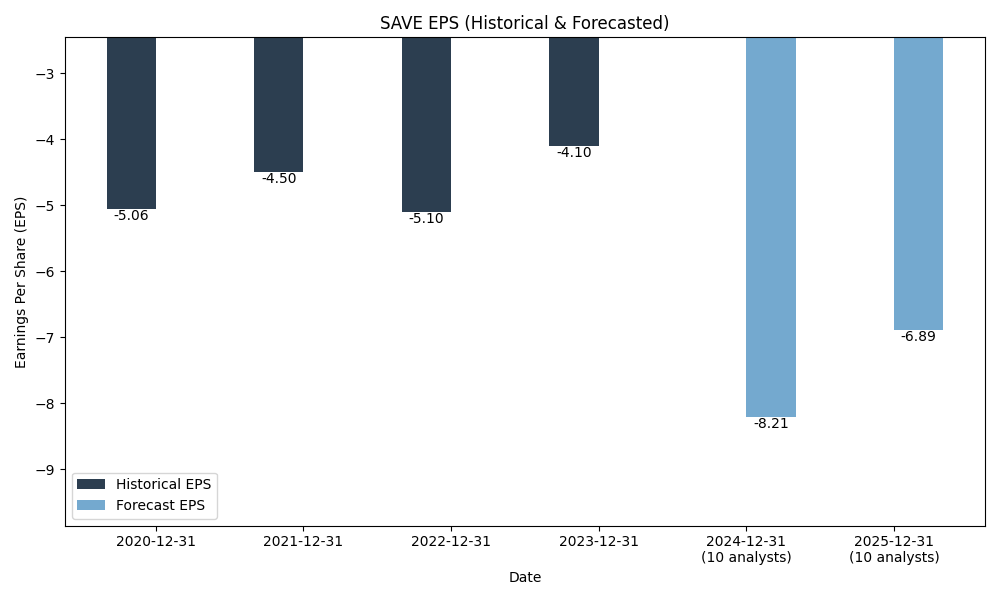 SAVE EPS (Historical & Forecasted)
Earnings Per Share (EPS)
−3
−4
−5
−6
−7
−8
−9
-5.06
-4.50
-5.10
-4.10
-8.21
-6.89
Historical EPS
Forecast EPS
2020-12-31
2021-12-31
2022-12-31
2023-12-31
2024-12-31
(10 analysts)
2025-12-31
(10 analysts)
Date